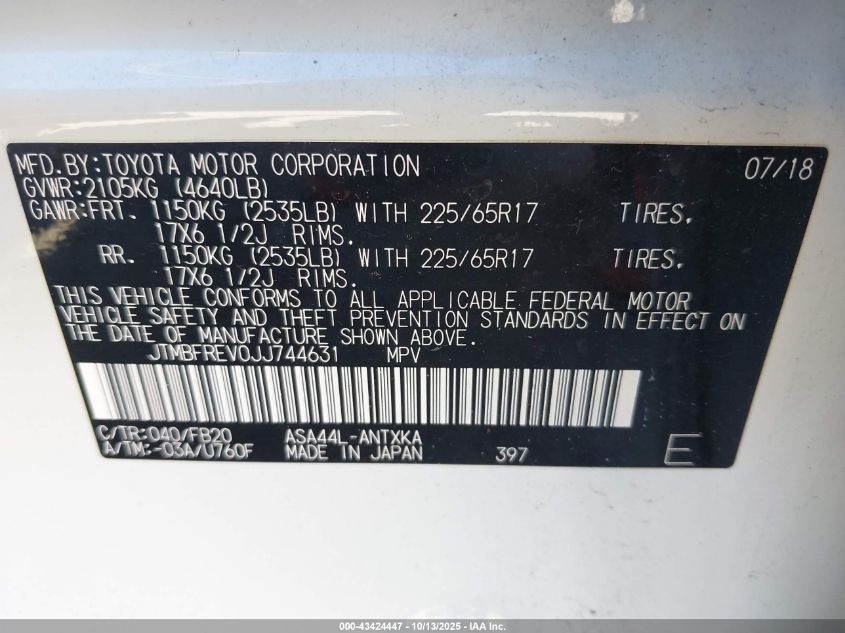 MFD.BY:TOYOTA MOTOR CORPORATION 07/18
GVWR:2105KG (4640LB)
GAWR:FRT. 1150KG (2535LB) WITH 225/65R17 TIRES.
17X6 1/2J RIMS.
RR. 1150KG (2535LB) WITH 225/65R17 TIRES.
17X6 1/2J RIMS.
THIS VEHICLE CONFORMS TO ALL APPLICABLE FEDERAL MOTOR
VEHICLE SAFETY AND THEFT PREVENTION STANDARDS IN EFFECT ON
THE DATE OF MANUFACTURE SHOWN ABOVE.
JTMBFREV0JJ744631 MPV
C/TR:040/FB20 ASA44L-ANTXKA
A/TM:-03A/U760F MADE IN JAPAN 397 E
000-43424447 - 10/13/2025 - IAA Inc.